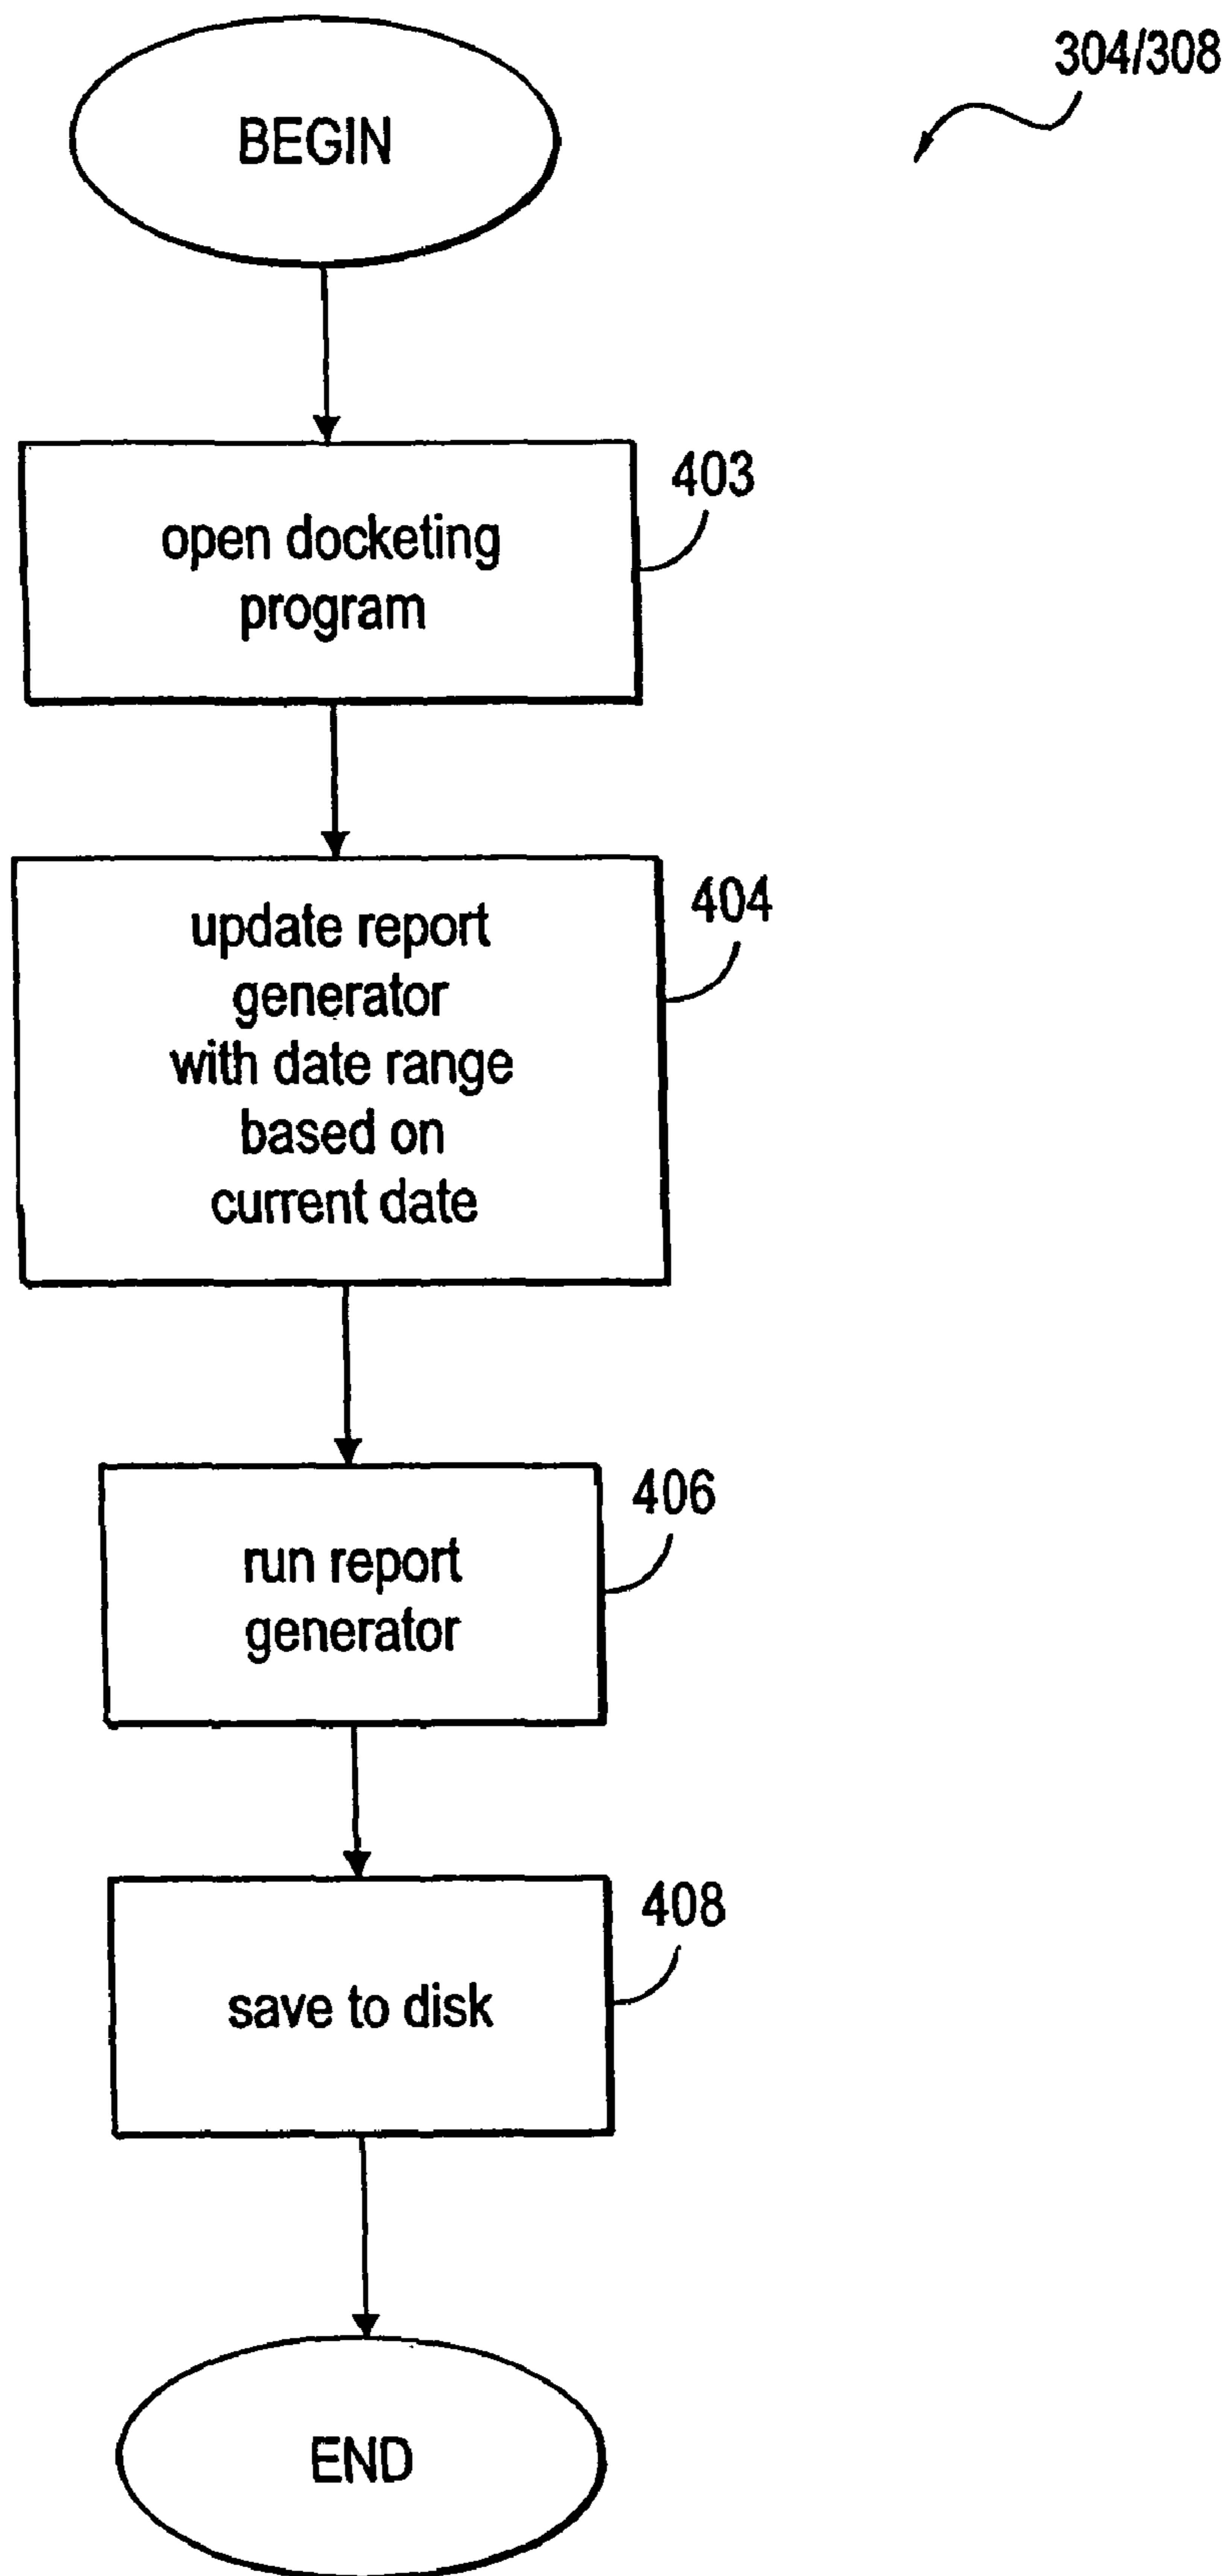 304/308
BEGIN
403
open docketing
program
404
update report
generator
with date range
based on
current date
406
run report
generator
408
save to disk
END